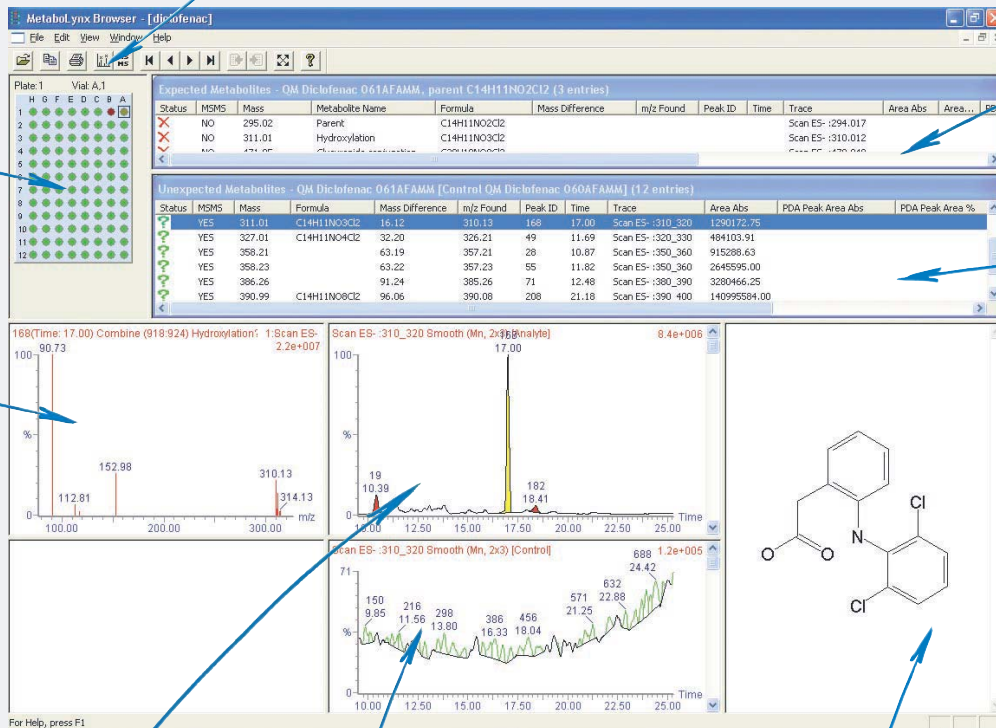 MetaboLynx Browser - [diclofenac]
File Edit View Window Help
Plate:1 Vial: A,1
H G F E D C B A
1
2
3
4
5
6
7
8
9
10
11
12
Expected Metabolites - QM Diclofenac 061AFAMM, parent C14H11NO2Cl2 (3 entries)
Status MSMS Mass Metabolite Name Formula Mass Difference m/z Found Peak ID Time Trace Area Abs Area...
NO 295.02 Parent C14H11NO2Cl2 Scan ES- :294.017
NO 311.01 Hydroxylation C14H11NO3Cl2 Scan ES- :310.012
Unexpected Metabolites - QM Diclofenac 061AFAMM [Control QM Diclofenac 060AFAMM] (12 entries)
Status MSMS Mass Formula Mass Difference m/z Found Peak ID Time Trace Area Abs PDA Peak Area Abs PDA Peak Area %
? YES 311.01 C14H11NO3Cl2 16.12 310.13 168 17.00 Scan ES- :310_320 1290172.75
? YES 327.01 C14H11NO4Cl2 32.20 326.21 49 11.69 Scan ES- :320_330 484103.91
? YES 358.21 63.19 357.21 28 10.87 Scan ES- :350_360 915288.63
? YES 358.23 63.22 357.23 55 11.82 Scan ES- :350_360 2645595.00
? YES 386.26 91.24 385.26 71 12.48 Scan ES- :380_390 3280466.25
? YES 390.99 C14H11NO8Cl2 96.06 390.08 208 21.18 Scan ES- :390_400 140995584.00
168(Time: 17.00) Combine (918:924) Hydroxylation? 1:Scan ES-
2.2e+007
100
90.73
%
152.98
112.81
310.13
314.13
0
100.00 200.00 300.00 m/z
Scan ES- :310_320 Smooth (Mn, 2x3) [Analyte] 8.4e+006
168
17.00
100
%
19
10.39
182
18.41
0
10.00 12.50 15.00 17.50 20.00 22.50 25.00 Time
Scan ES- :310_320 Smooth (Mn, 2x3) [Control] 1.2e+005
71
688
24.42
632
22.88
571
21.25
150
9.85
216
11.56
298
13.80
386
16.33
456
18.04
%
0
10.00 12.50 15.00 17.50 20.00 22.50 25.00 Time
Cl
N
O
O
Cl
For Help, press F1